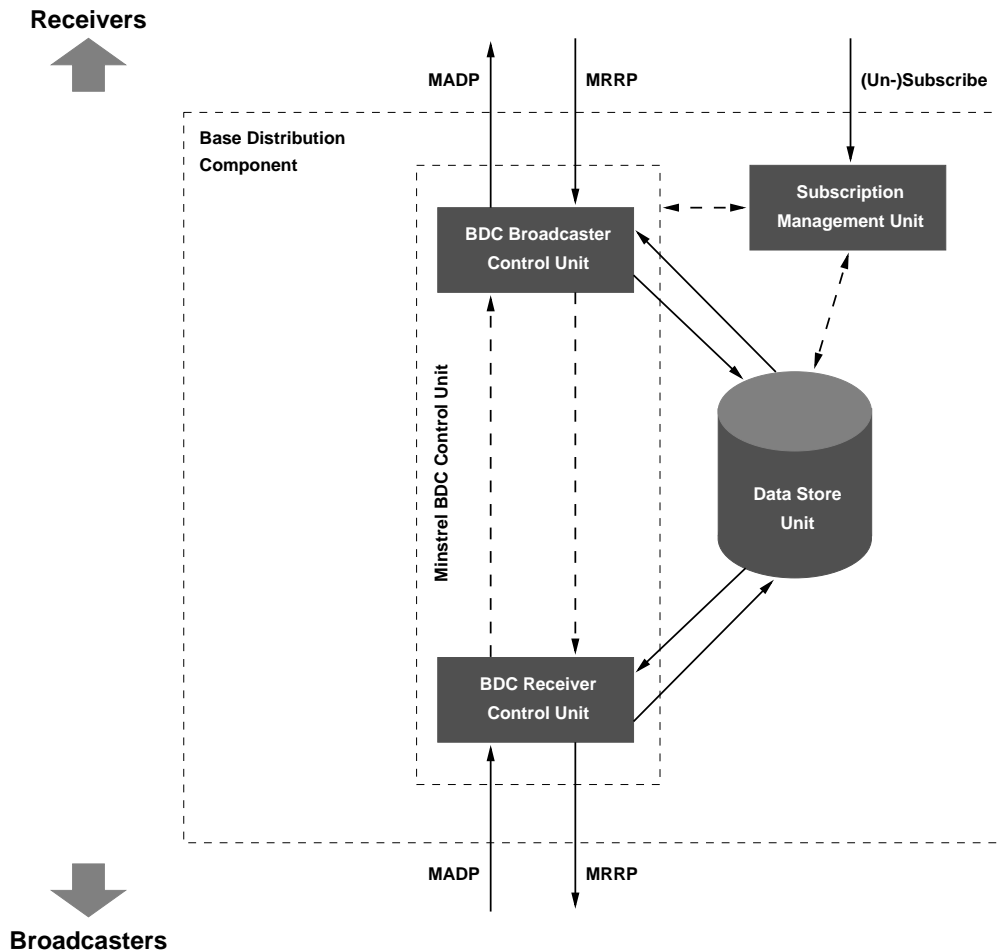 Receivers
MADP
MRRP
(Un-)Subscribe
Base Distribution
Component
Subscription
Management Unit
BDC Broadcaster
Control Unit
Minstrel BDC Control Unit
Data Store
Unit
BDC Receiver
Control Unit
MADP
MRRP
Broadcasters